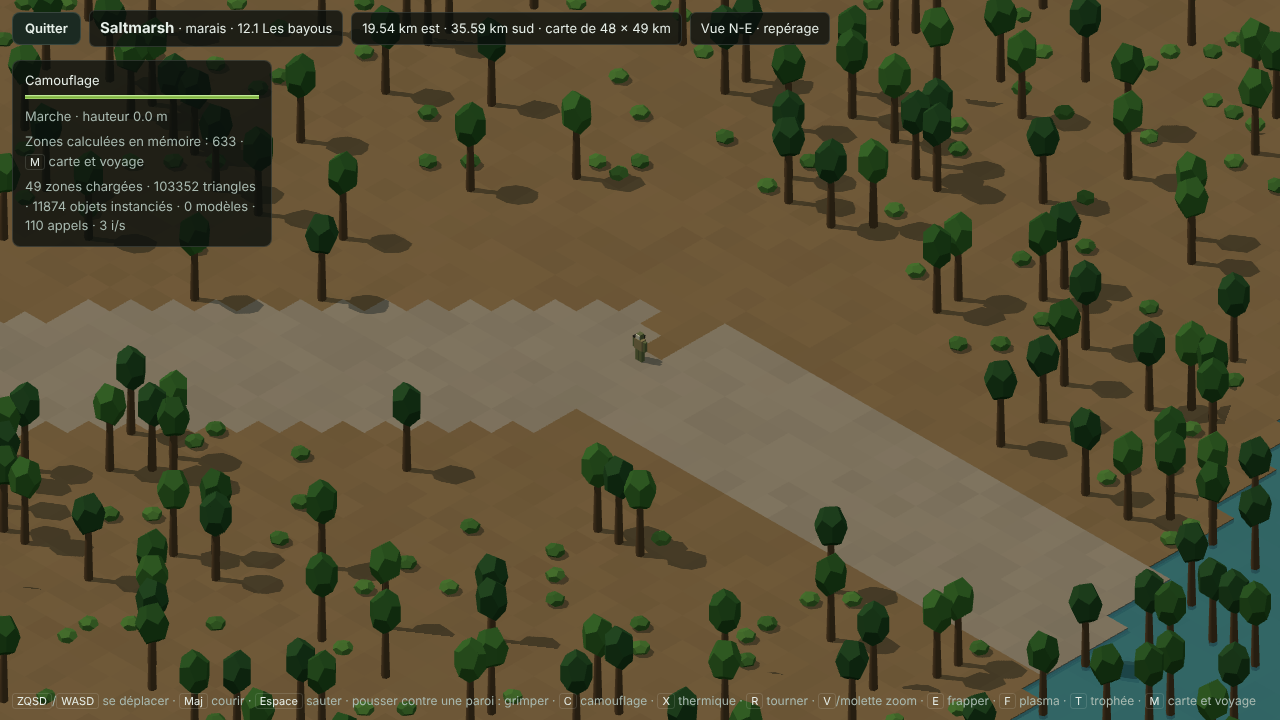 Quitter
Saltmarsh · marais · 12.1 Les bayous
19.54 km est · 35.59 km sud · carte de 48 × 49 km
Vue N-E · repérage
Camouflage
Marche · hauteur 0.0 m
Zones calculées en mémoire : 633 ·
M carte et voyage
49 zones chargées · 103352 triangles
· 11874 objets instanciés · 0 modèles ·
110 appels · 3 i/s
ZQSD / WASD se déplacer · Maj courir · Espace sauter · pousser contre une paroi : grimper · C camouflage · X thermique · R tourner · V /molette zoom · E frapper · F plasma · T trophée · M carte et voyage